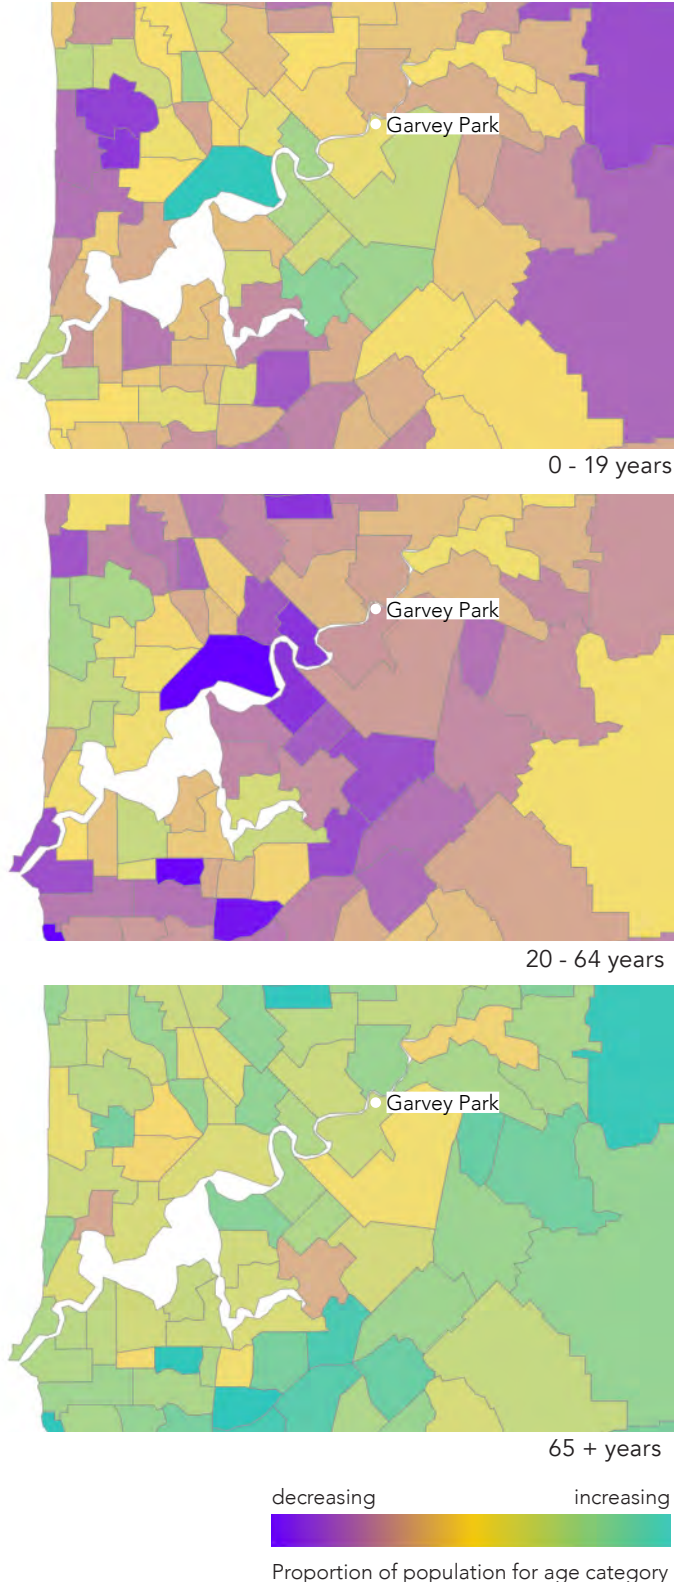 Garvey Park
0 - 19 years
Garvey Park
20 - 64 years
Garvey Park
65 + years
decreasing increasing
Proportion of population for age category